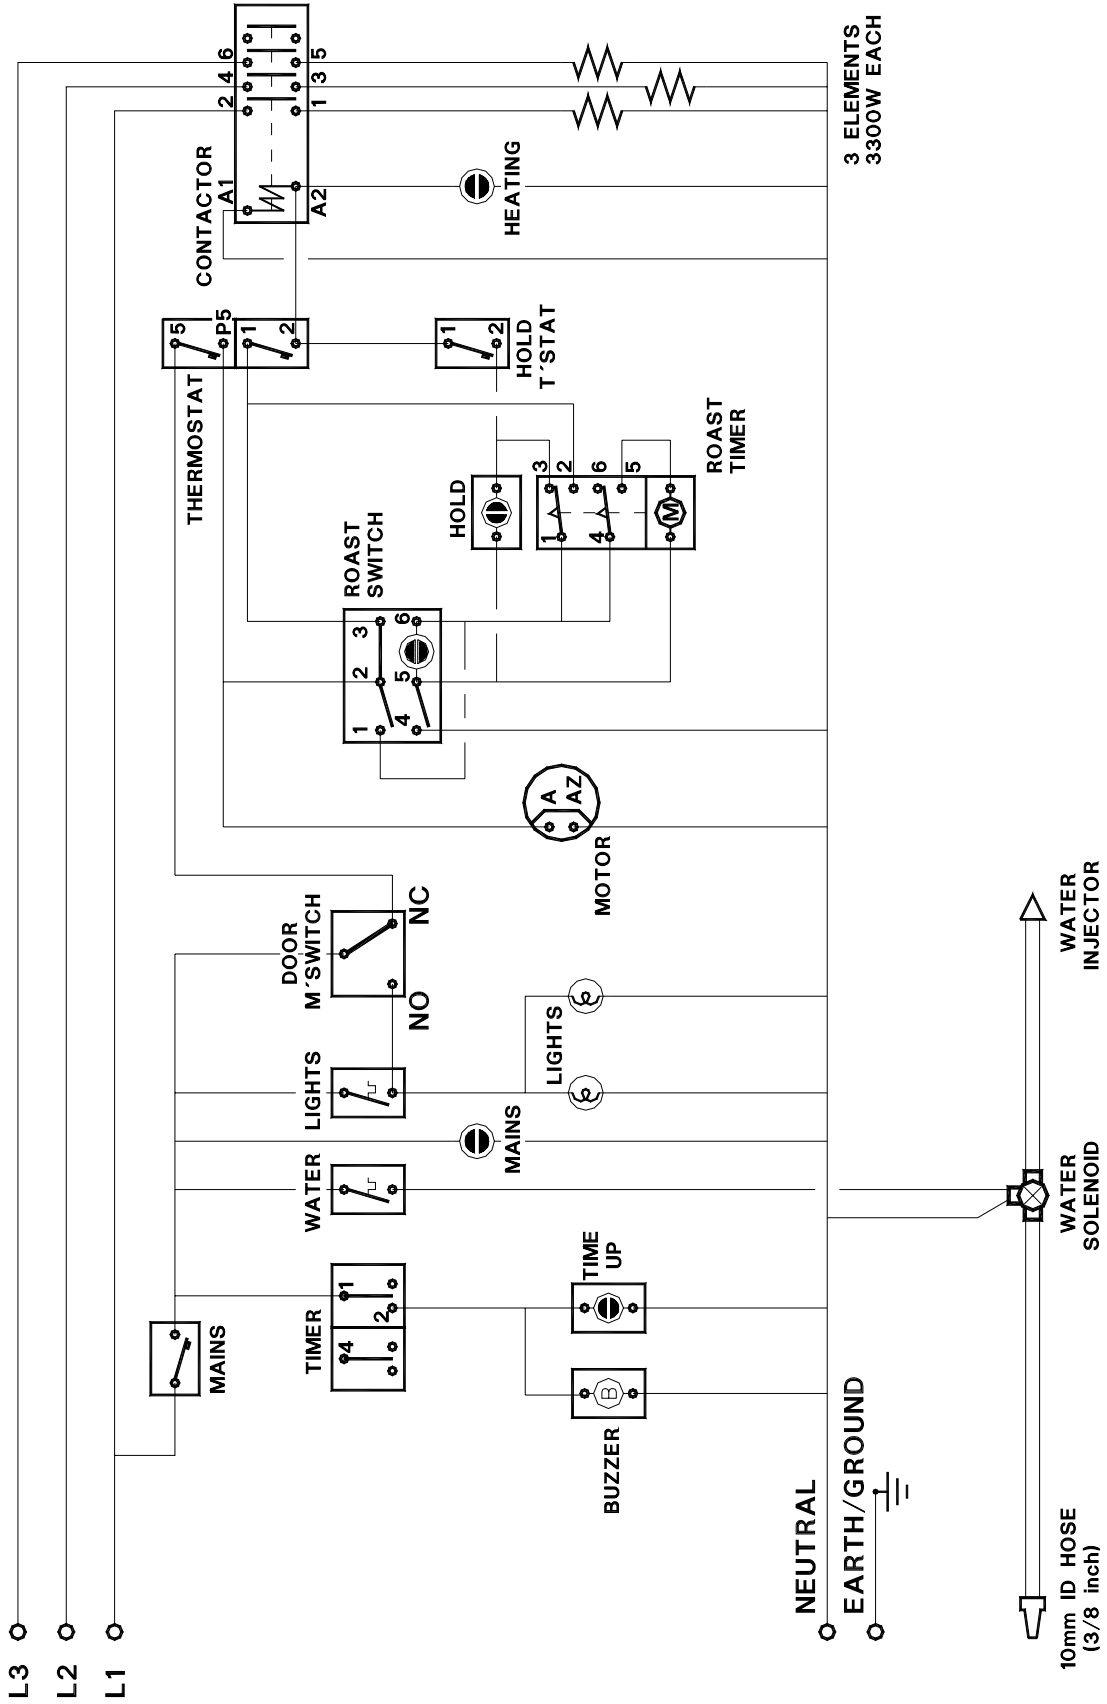 L3
L2
L1
NEUTRAL
EARTH/GROUND
10mm ID HOSE
(3/8 inch)
MAINS
TIMER
4
1
2
BUZZER
B
TIME
UP
WATER
MAINS
LIGHTS
LIGHTS
WATER
SOLENOID
WATER
INJECTOR
DOOR
M´SWITCH
NO
NC
MOTOR
A
AZ
ROAST
SWITCH
1
2
3
4
5
6
HOLD
THERMOSTAT
5
P5
1
2
HOLD
T´STAT
1
2
ROAST
TIMER
1
3
2
4
6
5
M
CONTACTOR
A1
A2
2
4
6
1
3
5
HEATING
3 ELEMENTS
3300W EACH